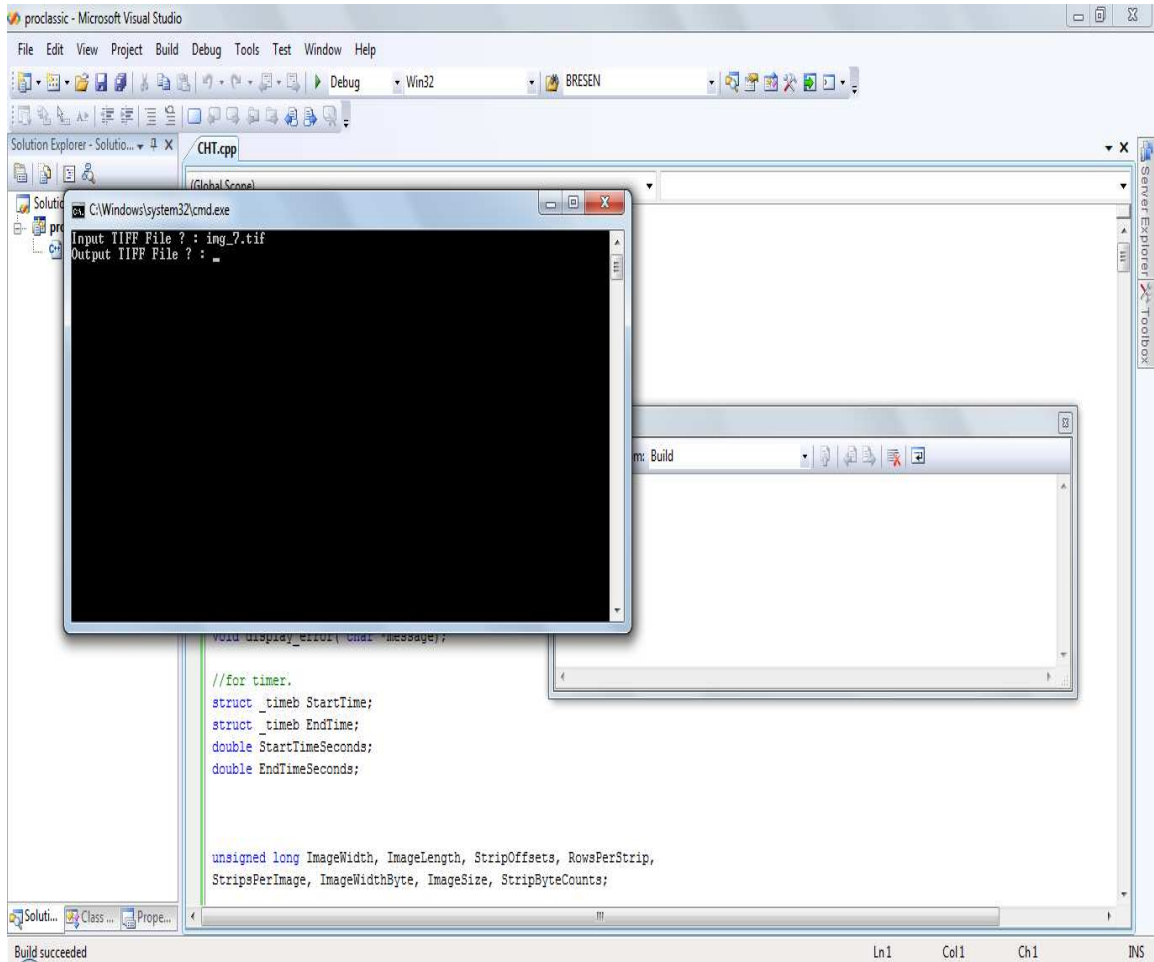 proclassic - Microsoft Visual Studio
File Edit View Project Build Debug Tools Test Window Help
Debug Win32 BRESEN
Solution Explorer - Solutio...
CHT.cpp
(Global Scope)
Server Explorer
Toolbox
C:\Windows\system32\cmd.exe
Input TIFF File ? : img_7.tif
Output TIFF File ? : _
Build
void display_error( char *message);
//for timer.
struct _timeb StartTime;
struct _timeb EndTime;
double StartTimeSeconds;
double EndTimeSeconds;
unsigned long ImageWidth, ImageLength, StripOffsets, RowsPerStrip,
StripsPerImage, ImageWidthByte, ImageSize, StripByteCounts;
Soluti... Class ... Prope...
Build succeeded Ln 1 Col 1 Ch 1 INS